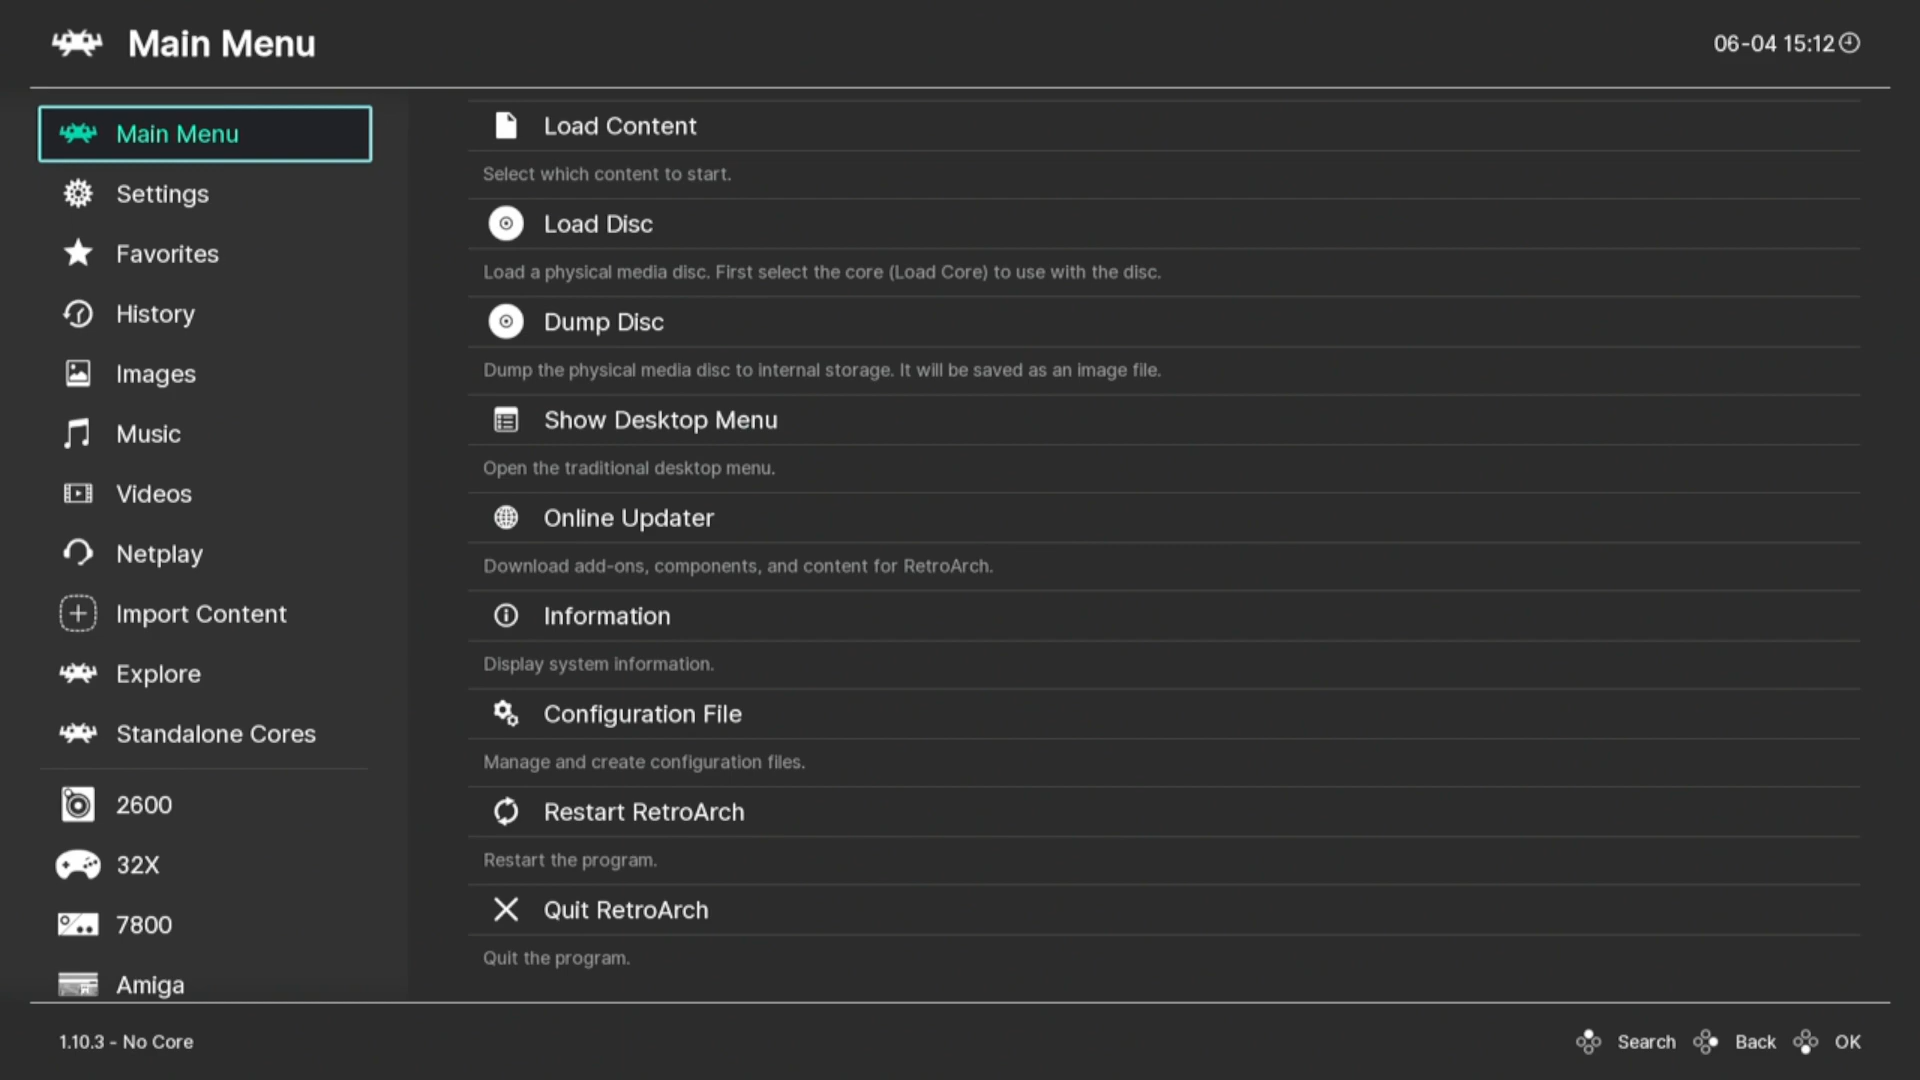 Main Menu
06-04 15:12
Main Menu
Settings
Favorites
History
Images
Music
Videos
Netplay
Import Content
Explore
Standalone Cores
2600
32X
7800
Amiga
Load Content
Select which content to start.
Load Disc
Load a physical media disc. First select the core (Load Core) to use with the disc.
Dump Disc
Dump the physical media disc to internal storage. It will be saved as an image file.
Show Desktop Menu
Open the traditional desktop menu.
Online Updater
Download add-ons, components, and content for RetroArch.
Information
Display system information.
Configuration File
Manage and create configuration files.
Restart RetroArch
Restart the program.
Quit RetroArch
Quit the program.
1.10.3 - No Core
Search Back OK